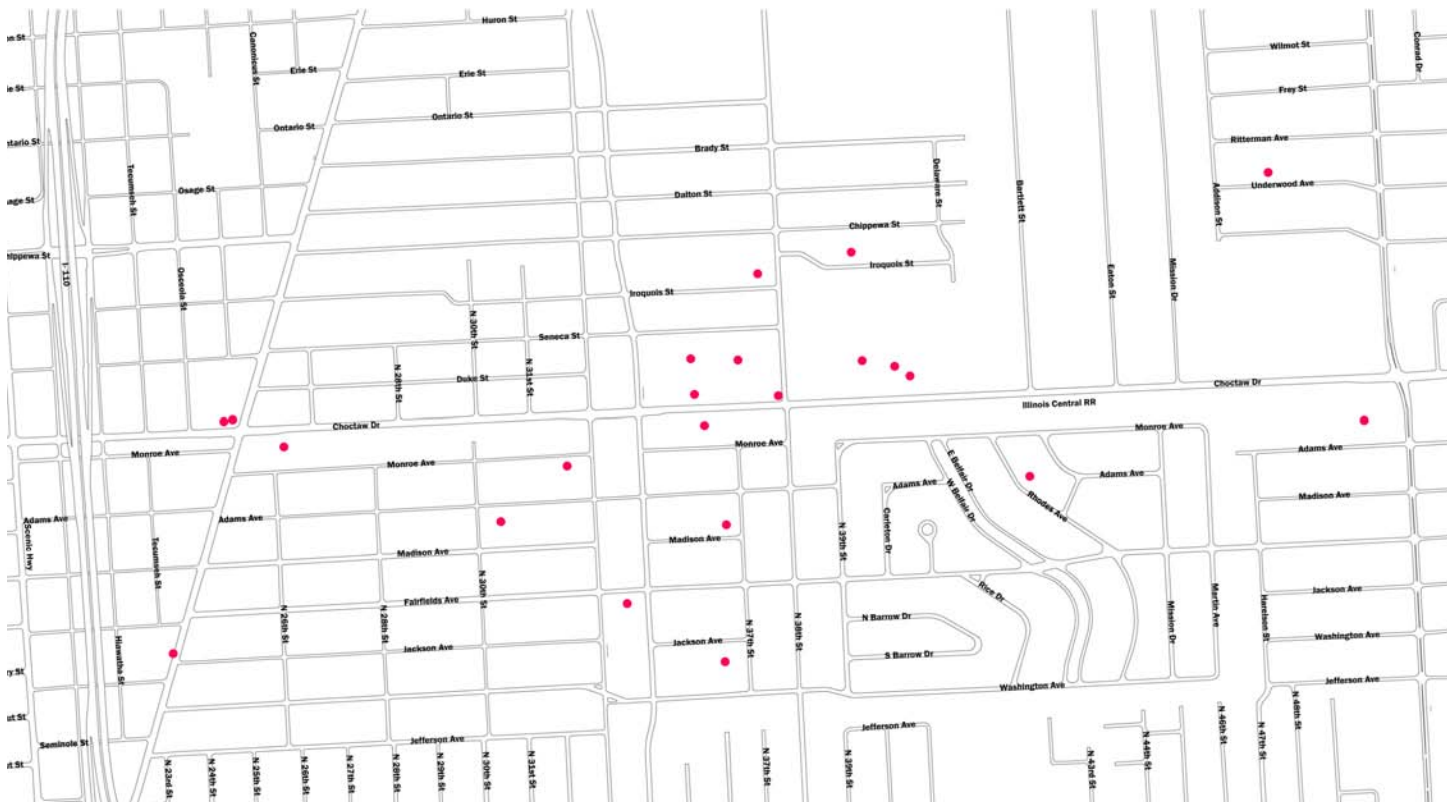 Huron St
Canonicus St
Conrad Dr
Wilmot St
Erie St
Erie St
Frey St
Ontario St
Ontario St
Ritterman Ave
Brady St
Tecumseh St
Osage St
Dalton St
Delaware St
Bartlett St
Addison St
Underwood Ave
Chippewa St
I- 110
Osceola St
Iroquois St
Iroquois St
Eaton St
Mission Dr
N 30th St
Seneca St
N 28th St
Duke St
N 31st St
Choctaw Dr
Illinois Central RR
Choctaw Dr
Monroe Ave
Monroe Ave
Monroe Ave
Monroe Ave
Adams Ave
E Belfair Dr
W Belfair Dr
Adams Ave
Adams Ave
Rhodes Ave
Madison Ave
Adams Ave
Adams Ave
Scenic Hwy
Tecumseh St
Madison Ave
Madison Ave
N 39th St
Carleton Dr
N 30th St
Fairfields Ave
Rice Dr
Jackson Ave
N 26th St
N 28th St
N 37th St
N 38th St
N Barrow Dr
Mission Dr
Martin Ave
Harelson St
Washington Ave
Hiawatha St
Jackson Ave
Jackson Ave
S Barrow Dr
Washington Ave
Jefferson Ave
Seminole St
Jefferson Ave
Jefferson Ave
N 23rd St
N 24th St
N 25th St
N 26th St
N 27th St
N 28th St
N 29th St
N 30th St
N 31st St
N 37th St
N 39th St
N 43rd St
N 44th St
N 46th St
N 47th St
N 48th St